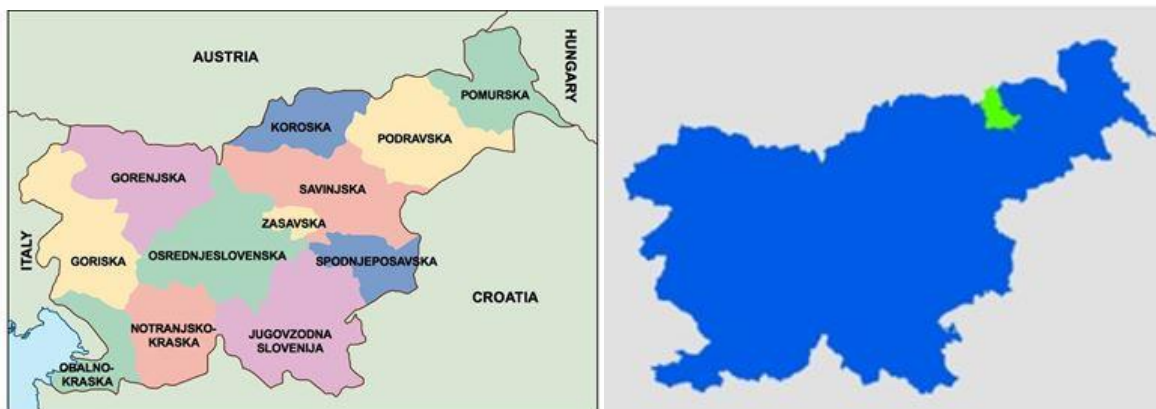 AUSTRIA
HUNGARY
POMURSKA
KOROSKA
PODRAVSKA
GORENJSKA
SAVINJSKA
ZASAVSKA
ITALY
GORISKA
OSREDNJESLOVENSKA
SPODNJEPOSAVSKA
CROATIA
NOTRANJSKO-
KRASKA
JUGOVZODNA
SLOVENIJA
OBALNO-
KRASKA